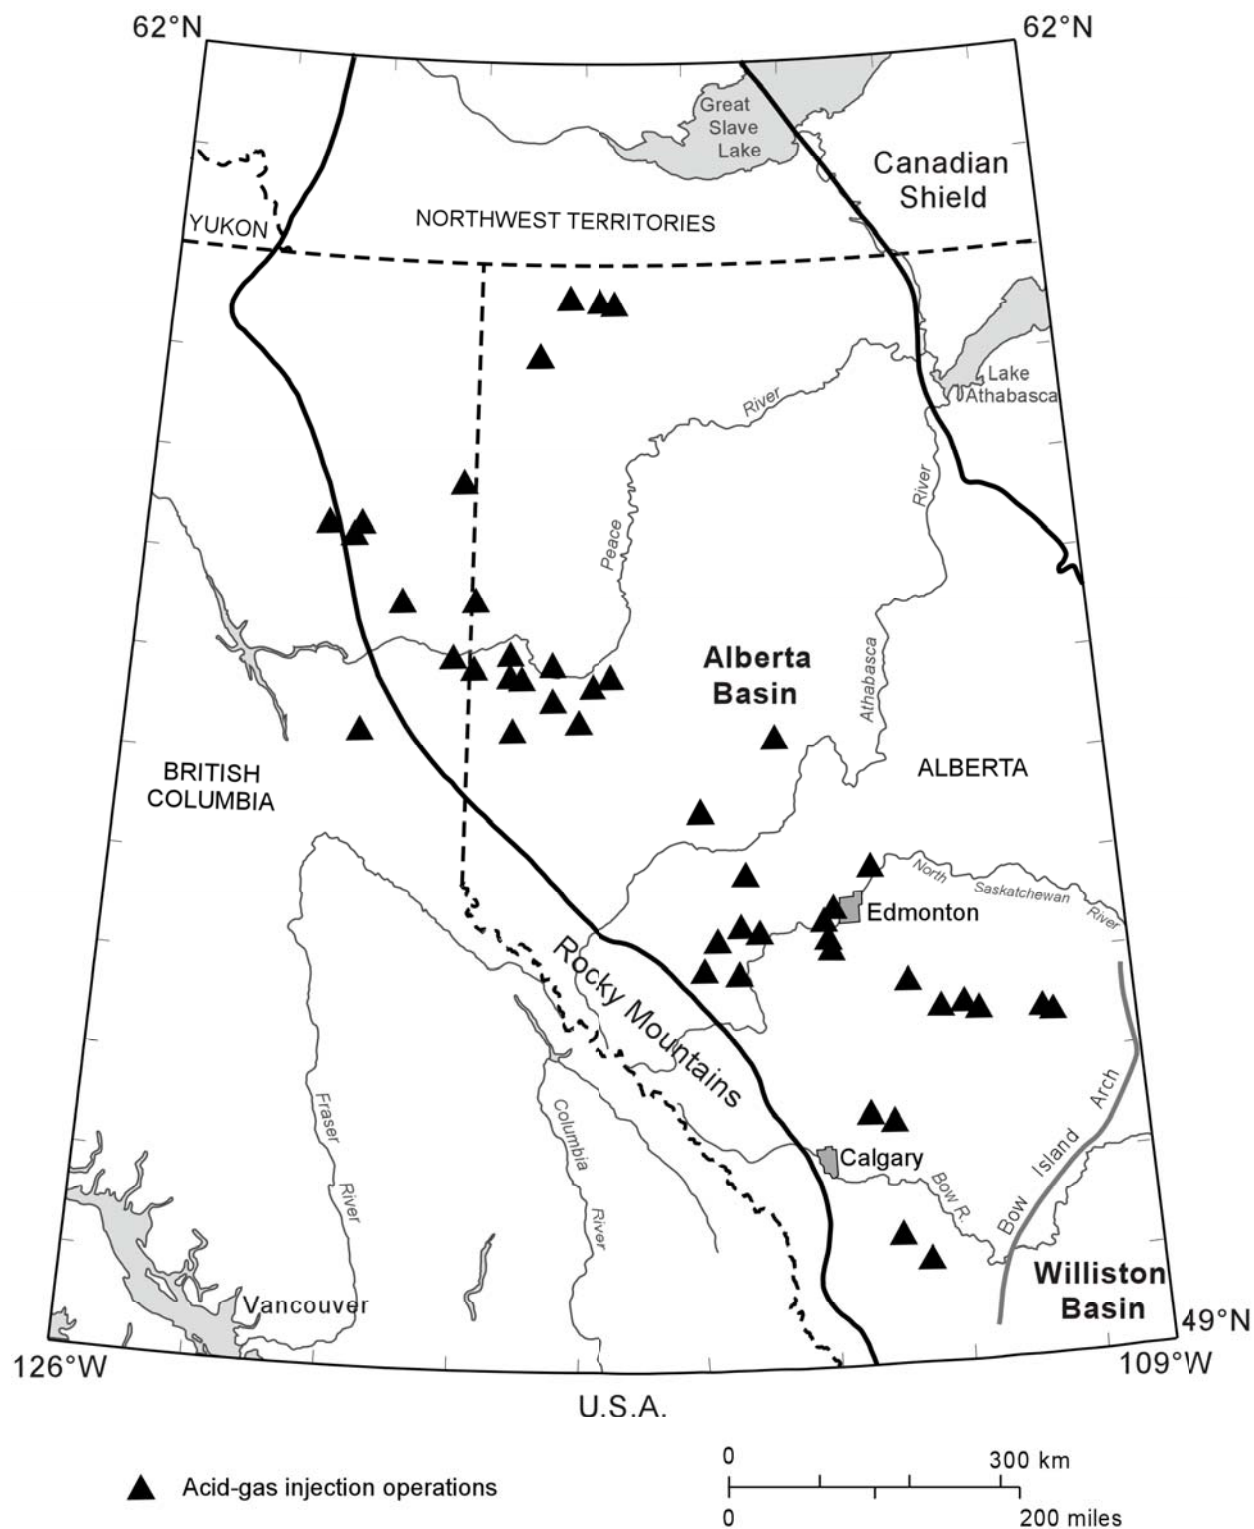 62°N
62°N
Great
Slave
Lake
Canadian
Shield
YUKON
NORTHWEST TERRITORIES
Lake
Athabasca
River
River
Peace
Alberta
Basin
Athabasca
BRITISH
COLUMBIA
ALBERTA
North
Saskatchewan
River
Edmonton
Rocky Mountains
Fraser
River
Columbia
River
Calgary
Bow R.
Bow
Island
Arch
Williston
Basin
Vancouver
49°N
126°W
109°W
U.S.A.
Acid-gas injection operations
0
300 km
0
200 miles